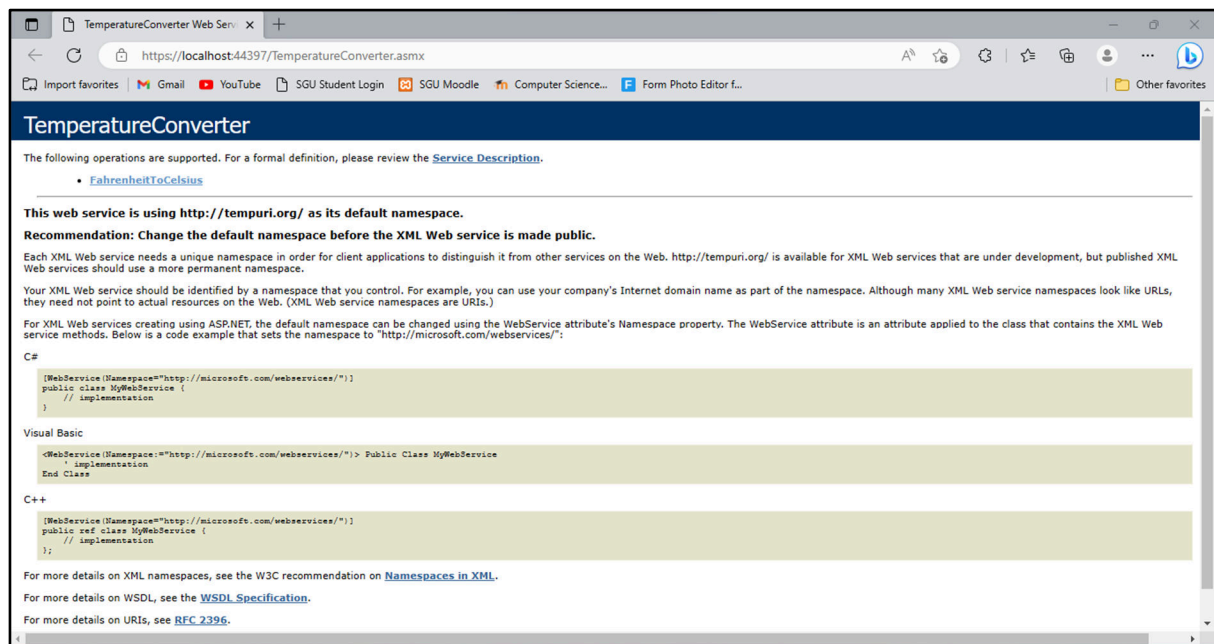 TemperatureConverter Web Serv
https://localhost:44397/TemperatureConverter.asmx
Import favorites Gmail YouTube SGU Student Login SGU Moodle Computer Science... Form Photo Editor f... Other favorites
TemperatureConverter
The following operations are supported. For a formal definition, please review the Service Description.
• FahrenheitToCelsius
This web service is using http://tempuri.org/ as its default namespace.
Recommendation: Change the default namespace before the XML Web service is made public.
Each XML Web service needs a unique namespace in order for client applications to distinguish it from other services on the Web. http://tempuri.org/ is available for XML Web services that are under development, but published XML
Web services should use a more permanent namespace.
Your XML Web service should be identified by a namespace that you control. For example, you can use your company's Internet domain name as part of the namespace. Although many XML Web service namespaces look like URLs,
they need not point to actual resources on the Web. (XML Web service namespaces are URIs.)
For XML Web services creating using ASP.NET, the default namespace can be changed using the WebService attribute's Namespace property. The WebService attribute is an attribute applied to the class that contains the XML Web
service methods. Below is a code example that sets the namespace to "http://microsoft.com/webservices/":
C#
[WebService(Namespace="http://microsoft.com/webservices/")]
public class MyWebService {
// implementation
}
Visual Basic
<WebService(Namespace:="http://microsoft.com/webservices/")> Public Class MyWebService
' implementation
End Class
C++
[WebService(Namespace="http://microsoft.com/webservices/")]
public ref class MyWebService {
// implementation
};
For more details on XML namespaces, see the W3C recommendation on Namespaces in XML.
For more details on WSDL, see the WSDL Specification.
For more details on URIs, see RFC 2396.